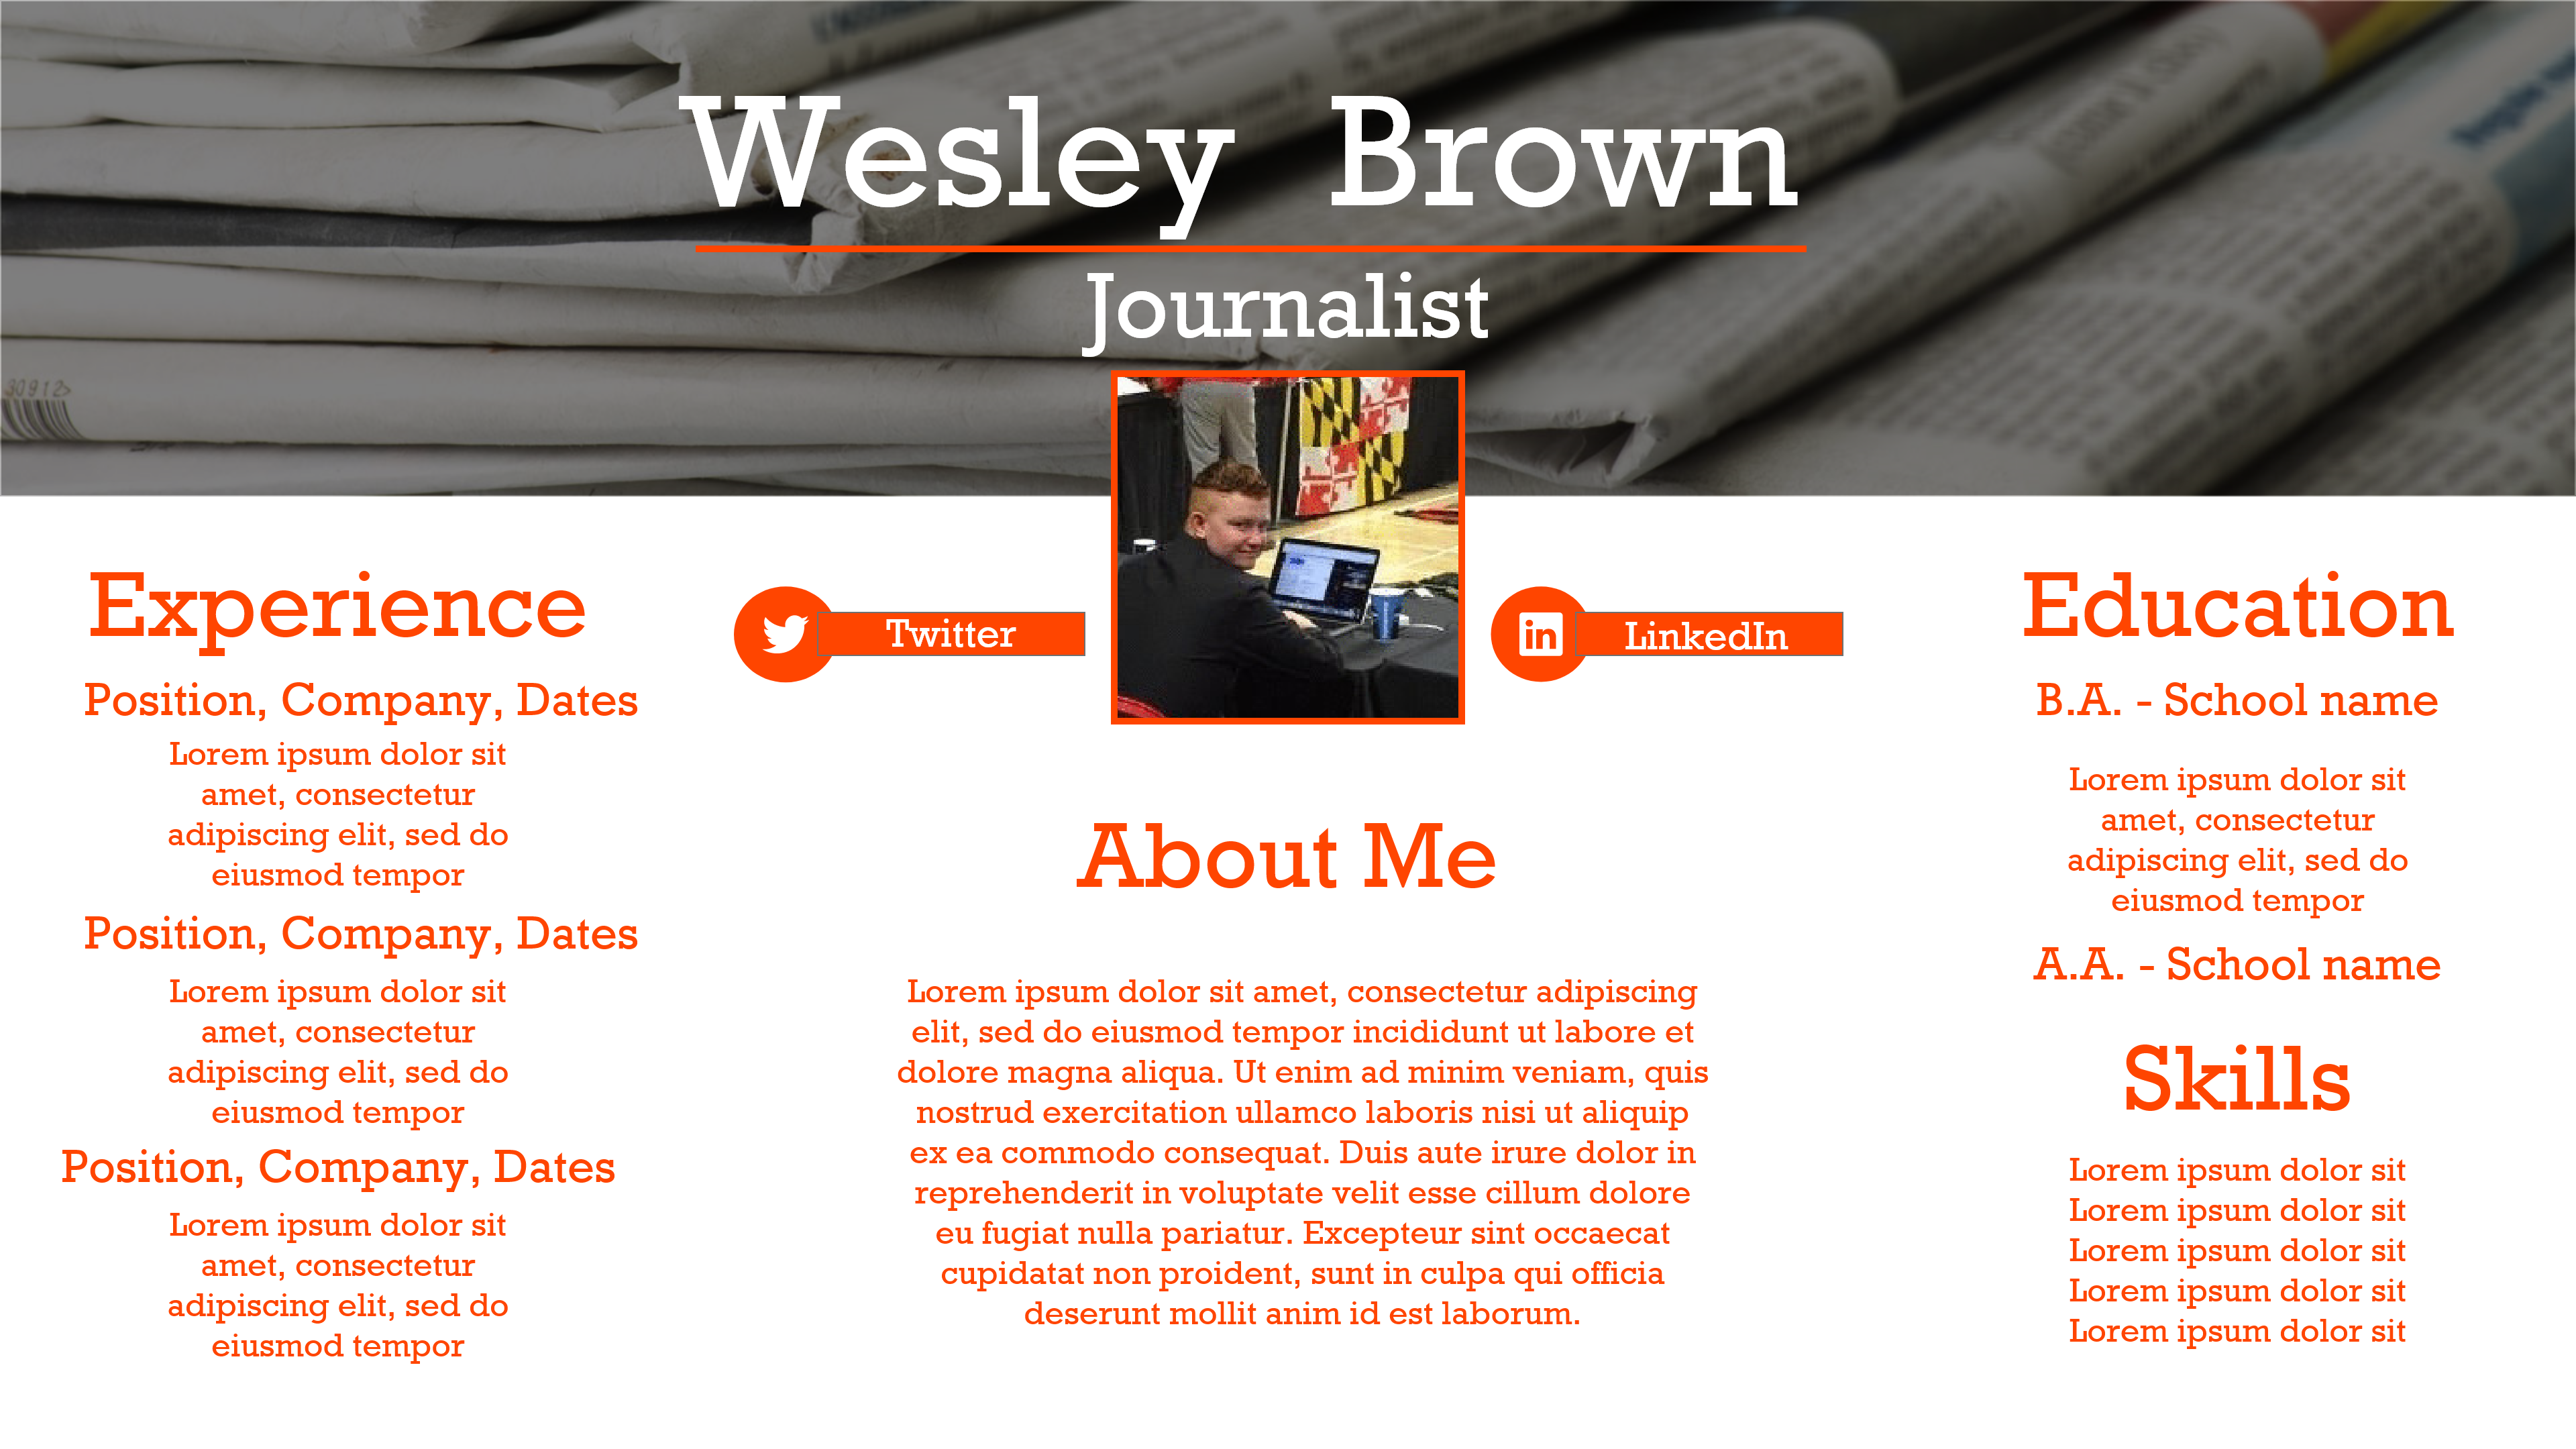 Wesley Brown
Journalist
30912>
Experience
Position, Company, Dates
Lorem ipsum dolor sit
amet, consectetur
adipiscing elit, sed do
eiusmod tempor
Position, Company, Dates
Lorem ipsum dolor sit
amet, consectetur
adipiscing elit, sed do
eiusmod tempor
Position, Company, Dates
Lorem ipsum dolor sit
amet, consectetur
adipiscing elit, sed do
eiusmod tempor
Twitter
in
LinkedIn
About Me
Lorem ipsum dolor sit amet, consectetur adipiscing
elit, sed do eiusmod tempor incididunt ut labore et
dolore magna aliqua. Ut enim ad minim veniam, quis
nostrud exercitation ullamco laboris nisi ut aliquip
ex ea commodo consequat. Duis aute irure dolor in
reprehenderit in voluptate velit esse cillum dolore
eu fugiat nulla pariatur. Excepteur sint occaecat
cupidatat non proident, sunt in culpa qui officia
deserunt mollit anim id est laborum.
Education
B.A. - School name
Lorem ipsum dolor sit
amet, consectetur
adipiscing elit, sed do
eiusmod tempor
A.A. - School name
Skills
Lorem ipsum dolor sit
Lorem ipsum dolor sit
Lorem ipsum dolor sit
Lorem ipsum dolor sit
Lorem ipsum dolor sit